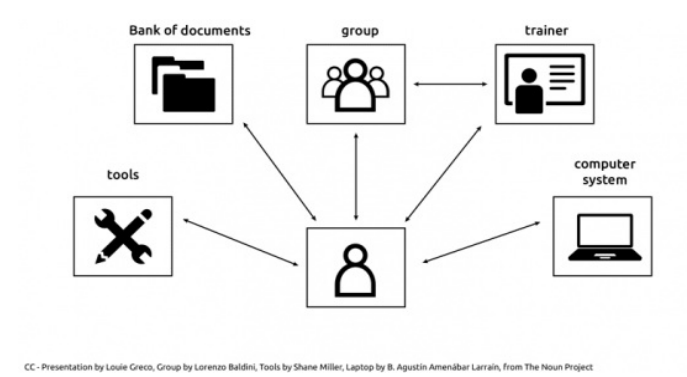 Bank of documents
group
trainer
tools
computer
system
CC - Presentation by Louie Greco, Group by Lorenzo Baldini, Tools by Shane Miller, Laptop by B. Agustín Amenábar Larraín, from The Noun Project